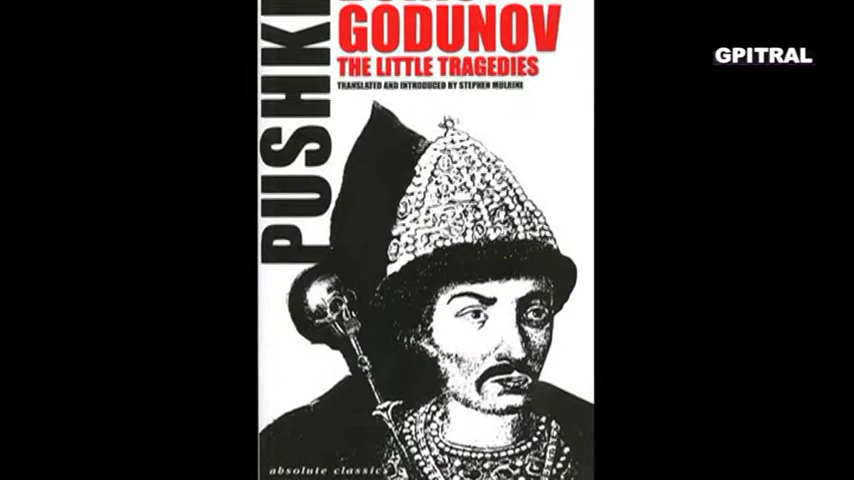 PUSHKI
GODUNOV
THE LITTLE TRAGEDIES
TRANSLATED AND INTRODUCED BY STEPHEN MULRINE
absolute classics
GPITRAL